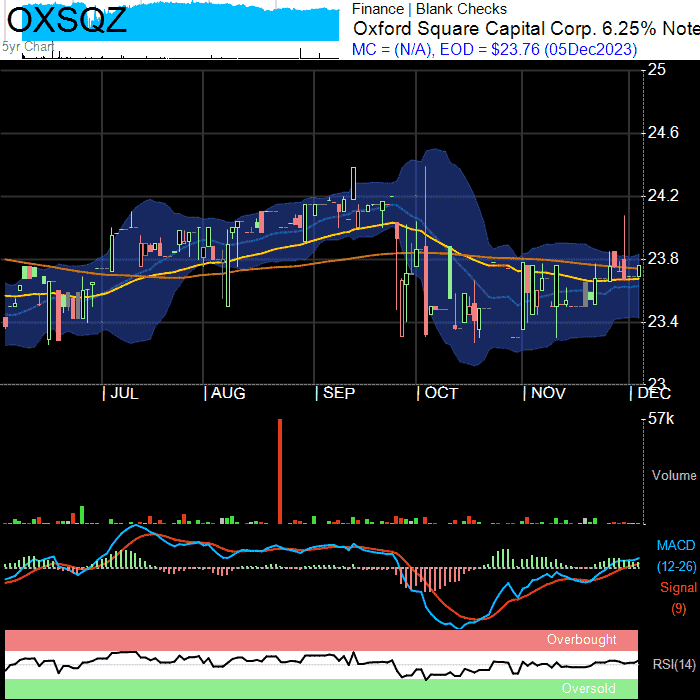 OXSQZ
5yr Chart
Finance | Blank Checks
Oxford Square Capital Corp. 6.25% Note
MC = (N/A), EOD = $23.76 (05Dec2023)
25
24.6
24.2
23.8
23.4
23
| JUL | AUG | SEP | OCT | NOV | DEC
57k
Volume
MACD
(12-26)
Signal
(9)
Overbought
RSI(14)
Oversold